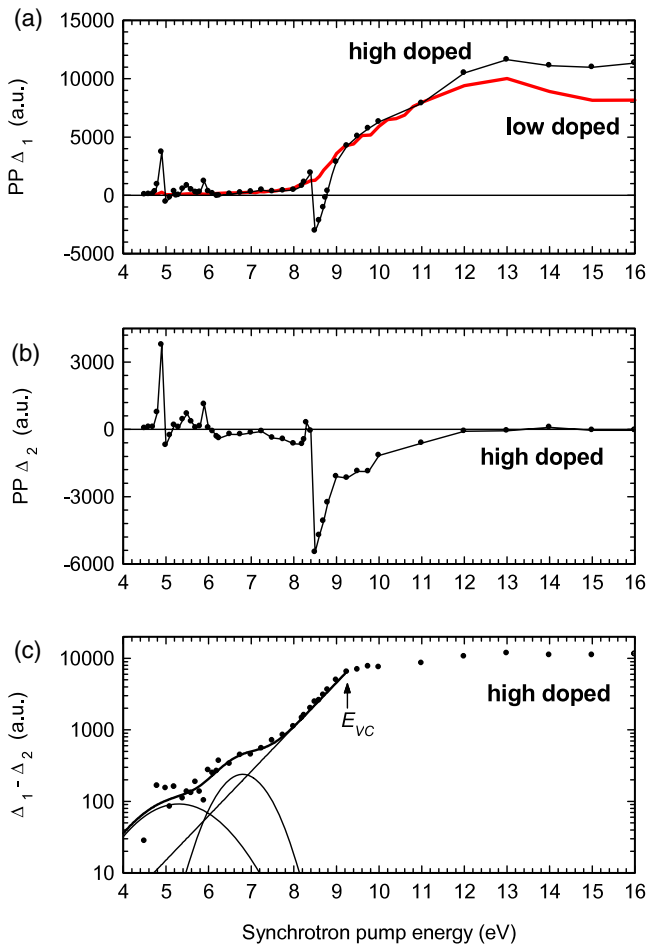 (a)
high doped
low doped
PP Δ1 (a.u.)
15000
10000
5000
0
-5000
4 5 6 7 8 9 10 11 12 13 14 15 16
(b)
high doped
PP Δ2 (a.u.)
3000
0
-3000
-6000
4 5 6 7 8 9 10 11 12 13 14 15 16
(c)
high doped
EVC
Δ1 - Δ2 (a.u.)
10000
1000
100
10
4 5 6 7 8 9 10 11 12 13 14 15 16
Synchrotron pump energy (eV)